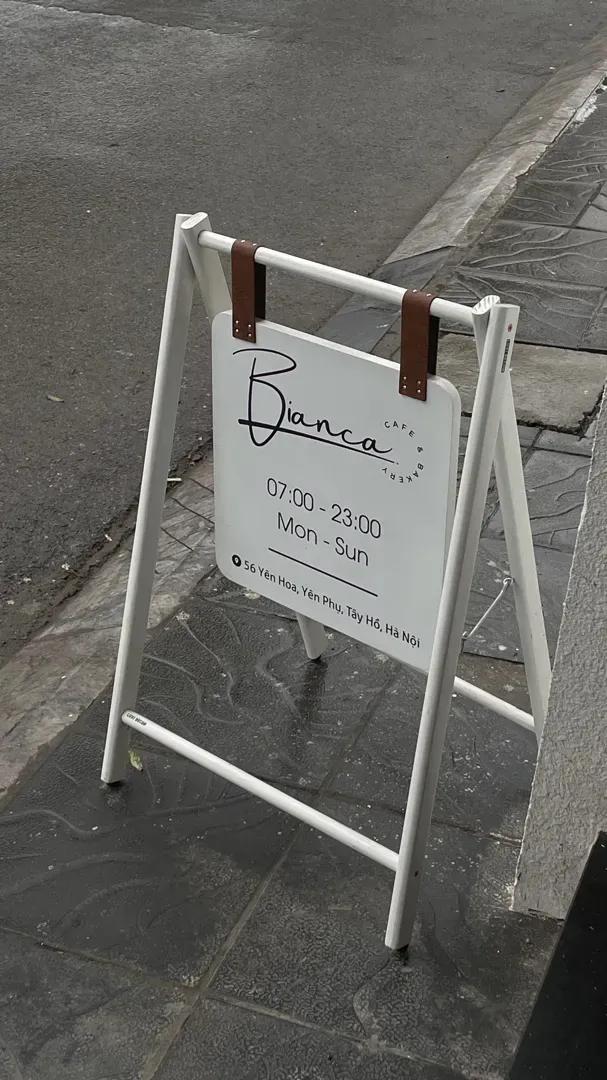 Bianca
CAFE & BAKERY
07:00 - 23:00
Mon - Sun
56 Yên Hoa, Yên Phụ, Tây Hồ, Hà Nội